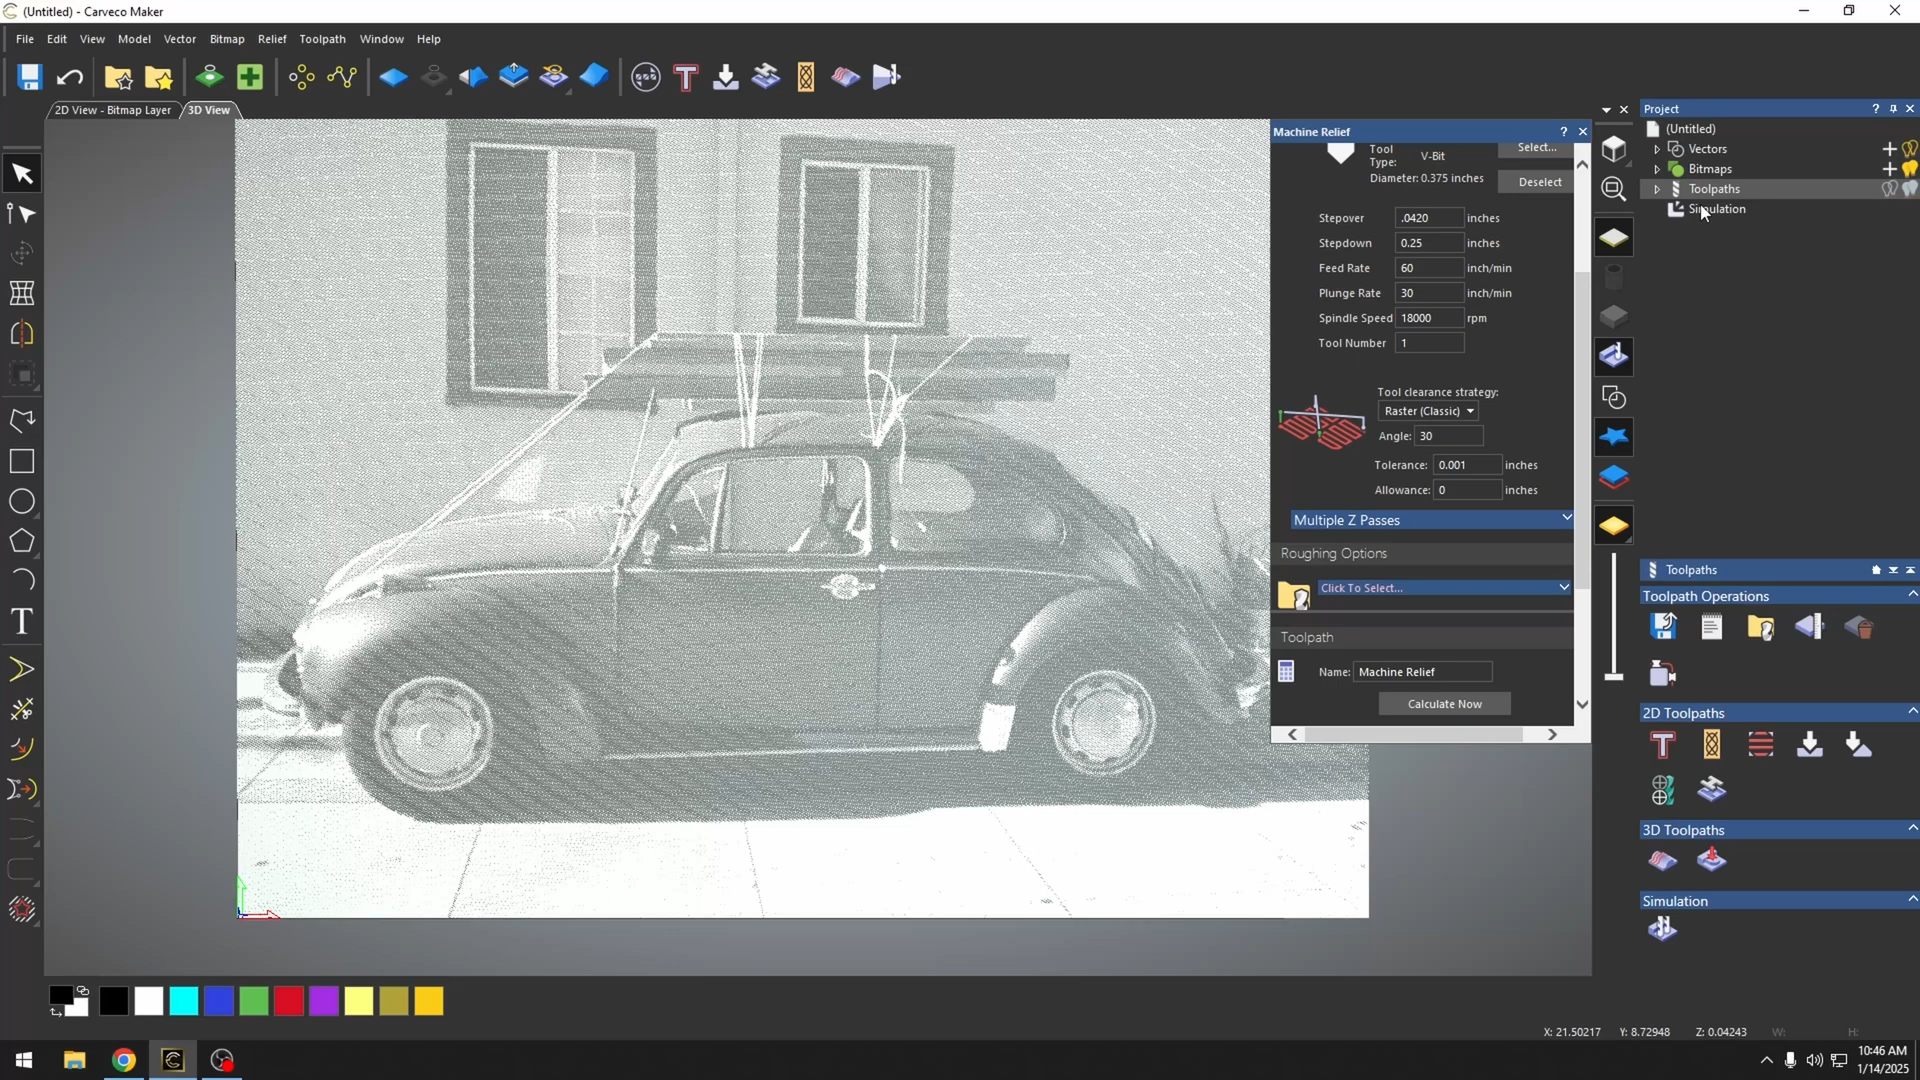 (Untitled) - Carveco Maker
File Edit View Model Vector Bitmap Relief Toolpath Window Help
2D View - Bitmap Layer 3D View
Machine Relief ?
Tool Type: V-Bit Select...
Diameter: 0.375 inches Deselect
Stepover .0420 inches
Stepdown 0.25 inches
Feed Rate 60 inch/min
Plunge Rate 30 inch/min
Spindle Speed 18000 rpm
Tool Number 1
Tool clearance strategy:
Raster (Classic)
Angle: 30
Tolerance: 0.001 inches
Allowance: 0 inches
Multiple Z Passes
Roughing Options
Click To Select...
Toolpath
Name: Machine Relief
Calculate Now
Project ?
(Untitled)
Vectors
Bitmaps
Toolpaths
Simulation
Toolpaths
Toolpath Operations
2D Toolpaths
3D Toolpaths
Simulation
X: 21.50217 Y: 8.72948 Z: 0.04243 W: H:
10:46 AM
1/14/2025